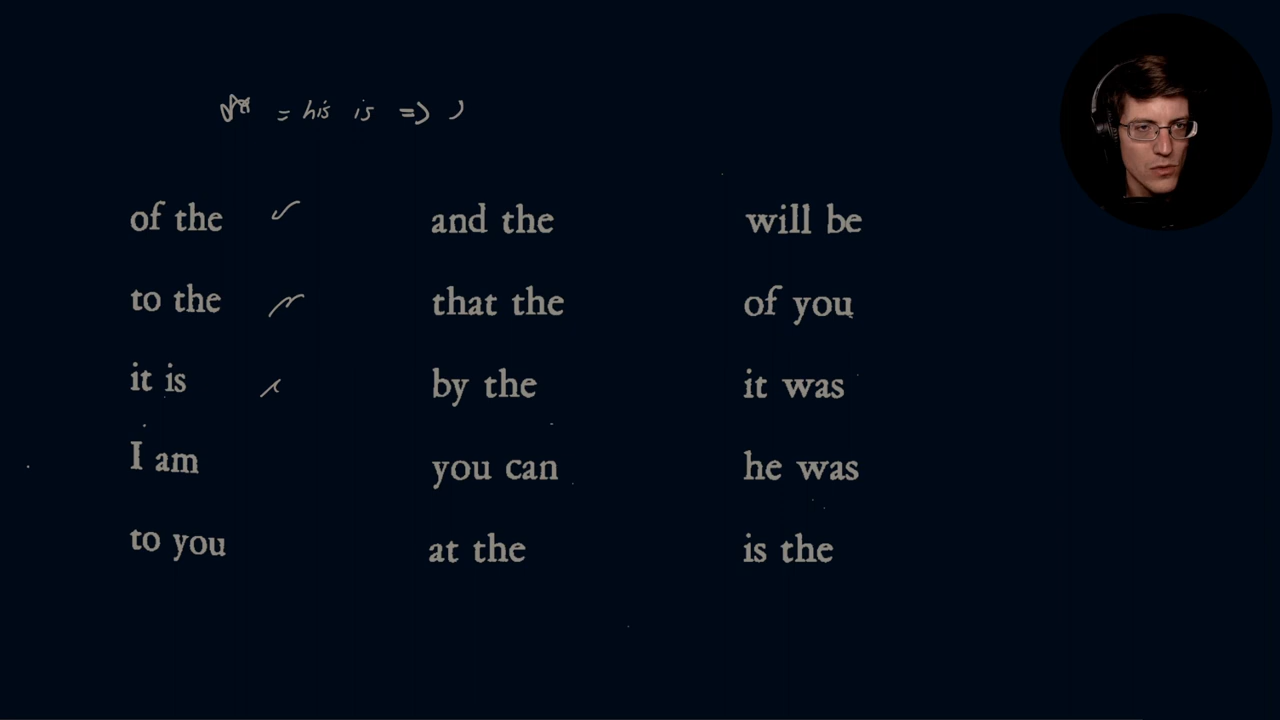 = his is =>
of the and the will be
to the that the of you
it is by the it was
I am you can he was
to you at the is the